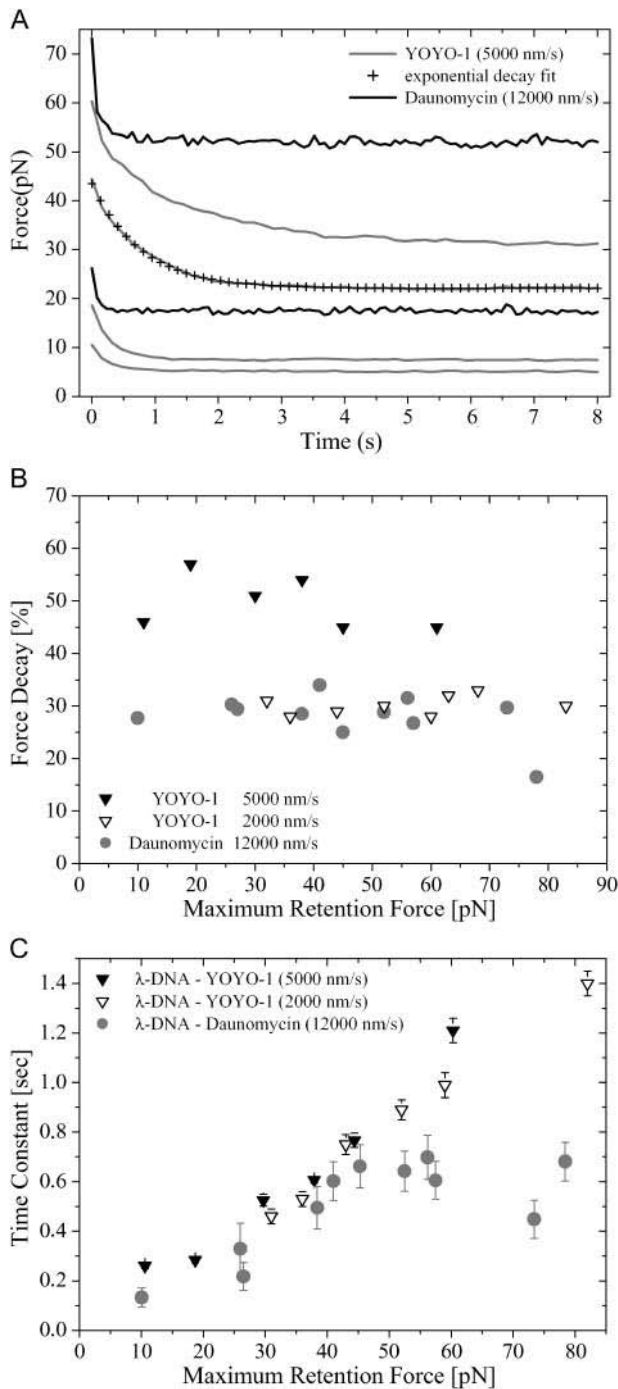 A
YOYO-1 (5000 nm/s)
exponential decay fit
Daunomycin (12000 nm/s)
Force(pN)
70
60
50
40
30
20
10
0
0 1 2 3 4 5 6 7 8
Time (s)
B
Force Decay [%]
70
60
50
40
30
20
10
0
YOYO-1 5000 nm/s
YOYO-1 2000 nm/s
Daunomycin 12000 nm/s
0 10 20 30 40 50 60 70 80 90
Maximum Retention Force [pN]
C
λ-DNA - YOYO-1 (5000 nm/s)
λ-DNA - YOYO-1 (2000 nm/s)
λ-DNA - Daunomycin (12000 nm/s)
Time Constant [sec]
1.4
1.2
1.0
0.8
0.6
0.4
0.2
0.0
0 10 20 30 40 50 60 70 80
Maximum Retention Force [pN]